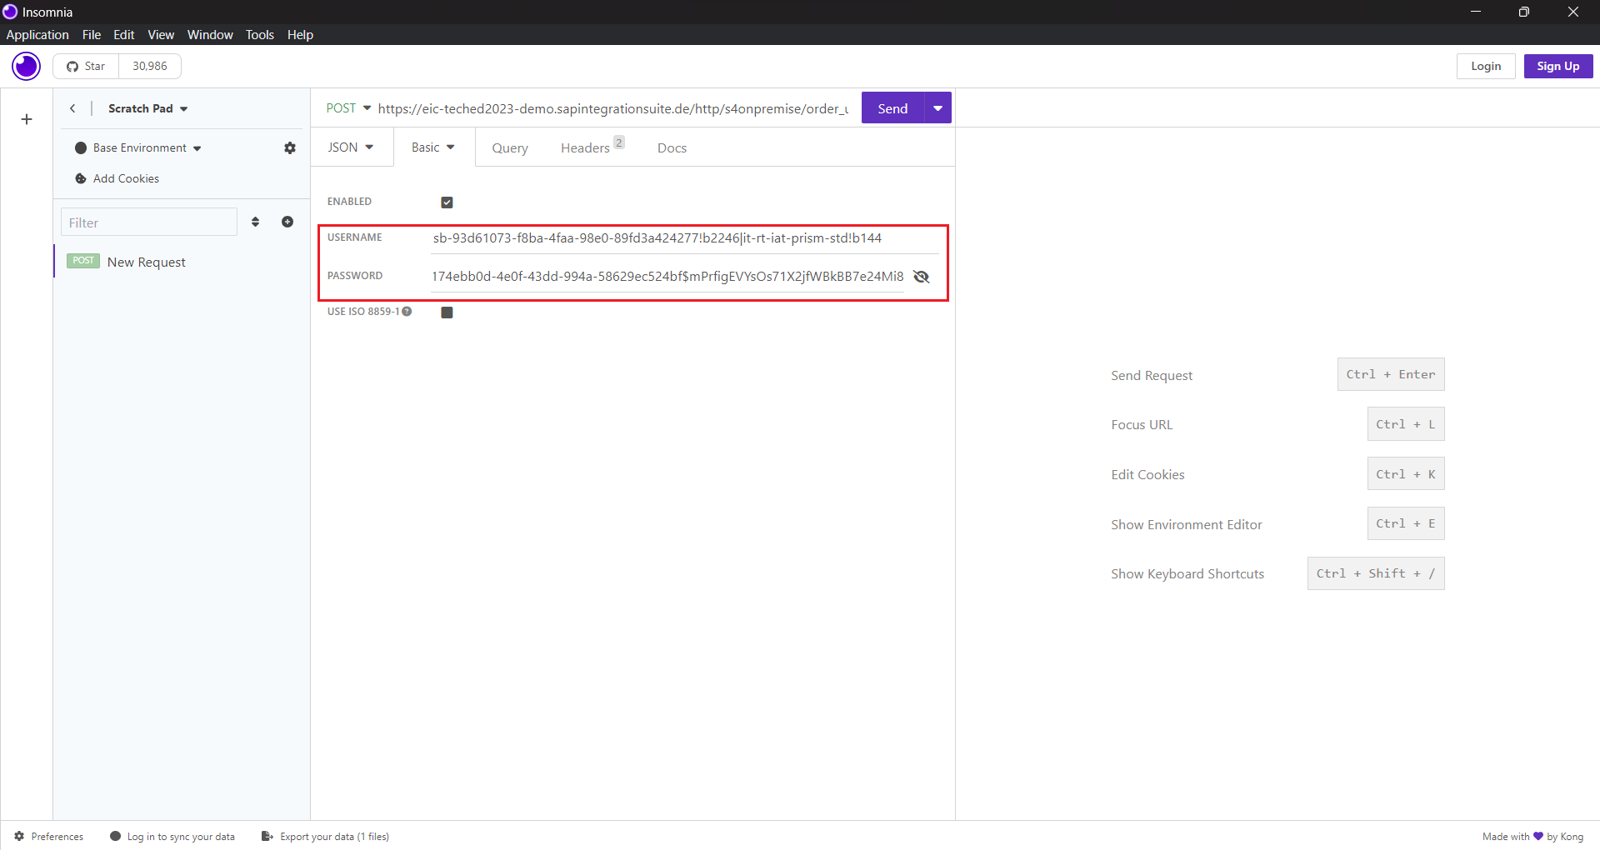 Insomnia
Application File Edit View Window Tools Help
Star 30,986
Login Sign Up
Scratch Pad
POST https://eic-teched2023-demo.sapintegrationsuite.de/http/s4onpremise/order_u Send
Base Environment
JSON Basic Query Headers 2 Docs
Add Cookies
ENABLED
Filter
USERNAME sb-93d61073-f8ba-4faa-98e0-89fd3a424277!b2246|it-rt-iat-prism-std!b144
POST New Request
PASSWORD 174ebb0d-4e0f-43dd-994a-58629ec524bf$mPrfigEVYsOs71X2jfWBkBB7e24Mi8
USE ISO 8859-1
Send Request Ctrl + Enter
Focus URL Ctrl + L
Edit Cookies Ctrl + K
Show Environment Editor Ctrl + E
Show Keyboard Shortcuts Ctrl + Shift + /
Preferences Log in to sync your data Export your data (1 files)
Made with by Kong